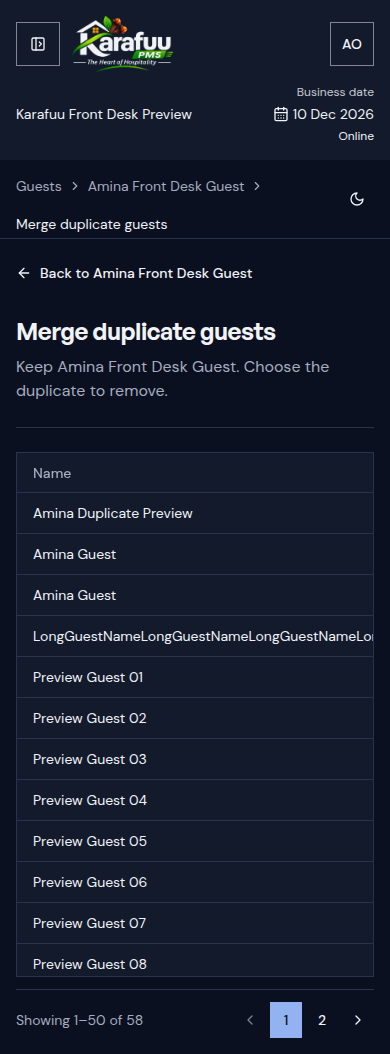 Karafuu
PMS
The Heart of Hospitality
AO
Business date
Karafuu Front Desk Preview
10 Dec 2026
Online
Guests
Amina Front Desk Guest
Merge duplicate guests
Back to Amina Front Desk Guest
Merge duplicate guests
Keep Amina Front Desk Guest. Choose the
duplicate to remove.
Name
Amina Duplicate Preview
Amina Guest
Amina Guest
LongGuestNameLongGuestNameLongGuestNameLo
Preview Guest 01
Preview Guest 02
Preview Guest 03
Preview Guest 04
Preview Guest 05
Preview Guest 06
Preview Guest 07
Preview Guest 08
Showing 1–50 of 58
1
2